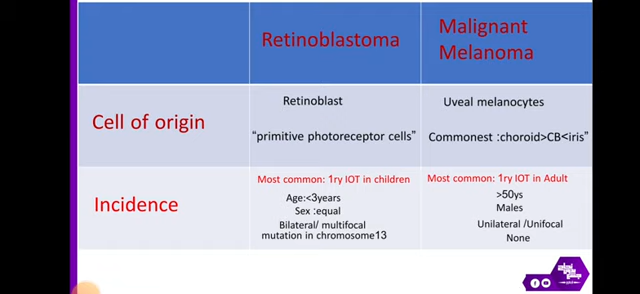 Retinoblastoma
Malignant
Melanoma
Cell of origin
Retinoblast
"primitive photoreceptor cells"
Uveal melanocytes
Commonest :choroid>CB<iris"
Incidence
Most common: 1ry IOT in children
Age:<3years
Sex :equal
Bilateral/ multifocal
mutation in chromosome13
Most common: 1ry IOT in Adult
>50ys
Males
Unilateral /Unifocal
None